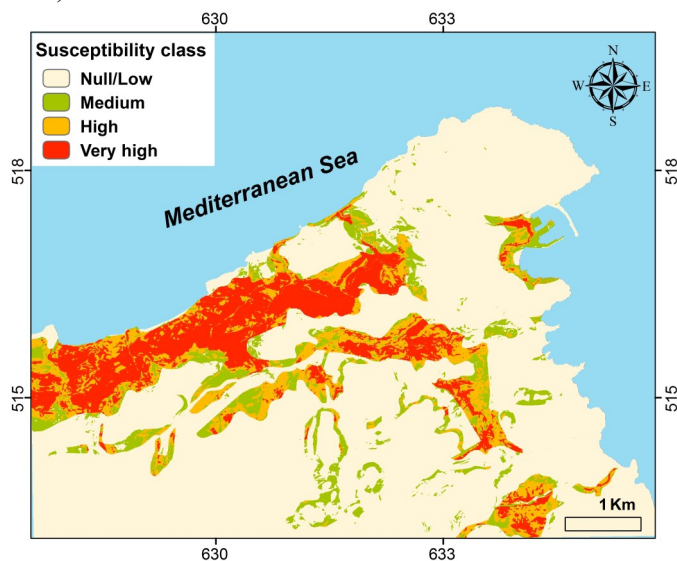 630 633
Susceptibility class
Null/Low
Medium
High
Very high
N
W E
S
518 518
Mediterranean Sea
515 515
1 Km
630 633